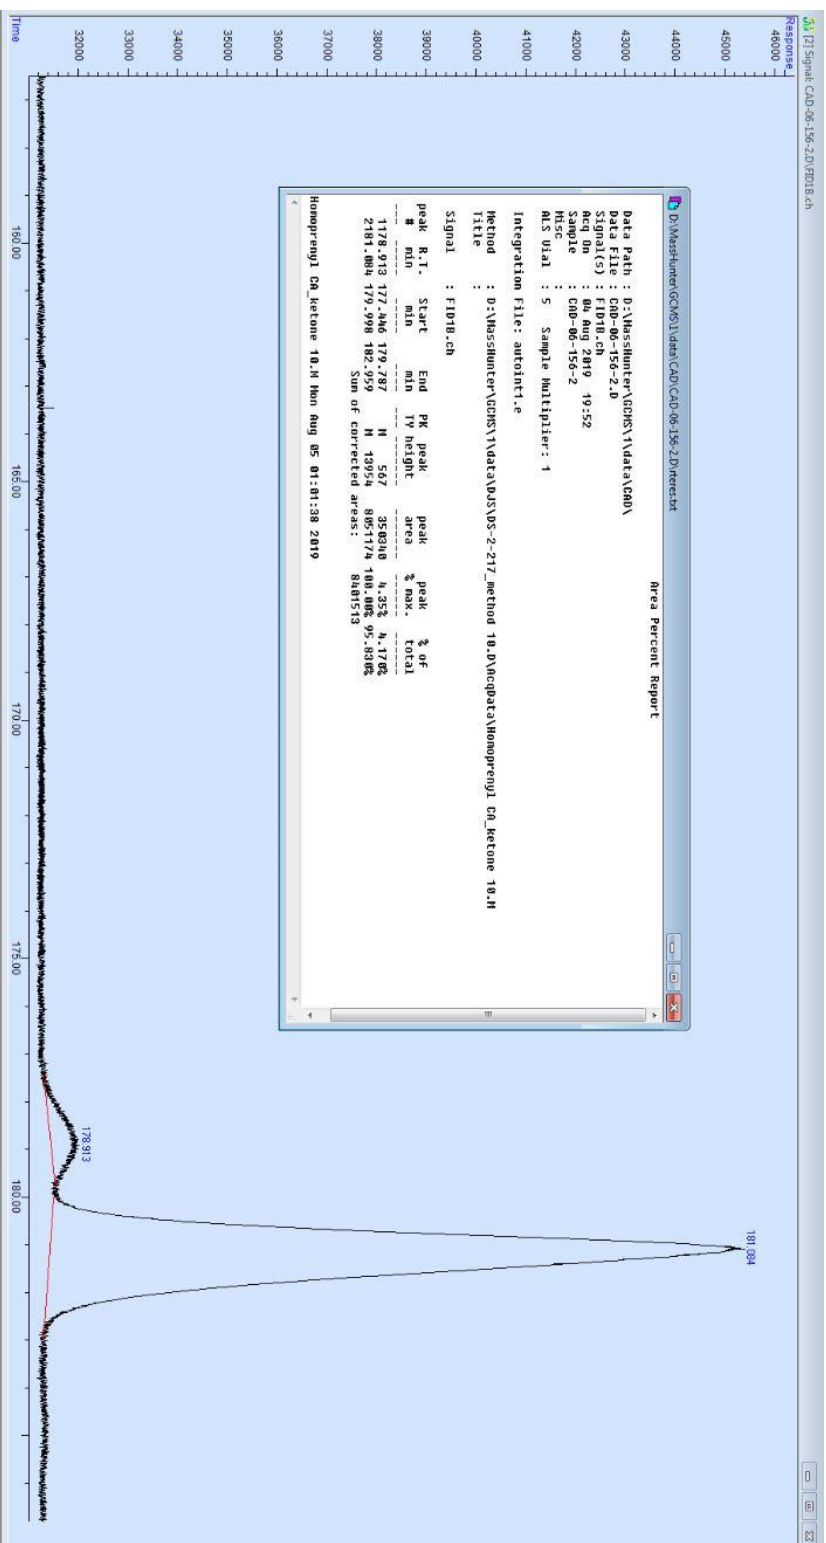 [2] Signal: CAD-06-156-2.D\FID1B.ch
Response
46000
45000
44000
43000
42000
41000
40000
39000
38000
37000
36000
35000
34000
33000
32000
Time
160.00
165.00
170.00
175.00
180.00
178.913
181.084
D:\MassHunter\GCMS\1\data\CAD\CAD-06-156-2.D\rteres.txt
Area Percent Report
Data Path : D:\MassHunter\GCMS\1\data\CAD\
Data File : CAD-06-156-2.D
Signal(s) : FID1B.ch
Acq On : 04 Aug 2019 19:52
Sample : CAD-06-156-2
Misc :
ALS Vial : 5 Sample Multiplier: 1
Integration File: autoint1.e
Method : D:\MassHunter\GCMS\1\data\DJS\DS-2-217_method 10.D\AcqData\Homoprenyl CA_ketone 10.M
Title :
Signal : FID1B.ch
peak R.T. Start End PK peak peak peak % of
# min min min TY height area % max. total
--- ----- ----- ---- --- ------- ------- ------ -------
1 178.913 177.446 179.787 M 567 350340 4.35% 4.170%
2 181.084 179.998 182.959 M 13954 8051174 100.00% 95.830%
Sum of corrected areas: 8401513
Homoprenyl CA_ketone 10.M Mon Aug 05 01:01:38 2019